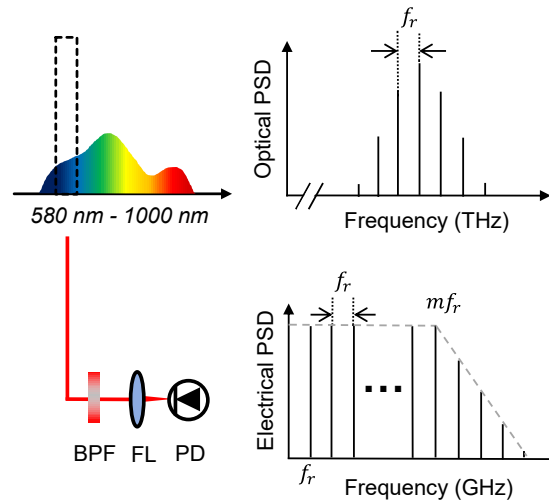 580 nm - 1000 nm
BPF FL PD
f_r
Optical PSD
Frequency (THz)
f_r
mf_r
Electrical PSD
...
f_r
Frequency (GHz)